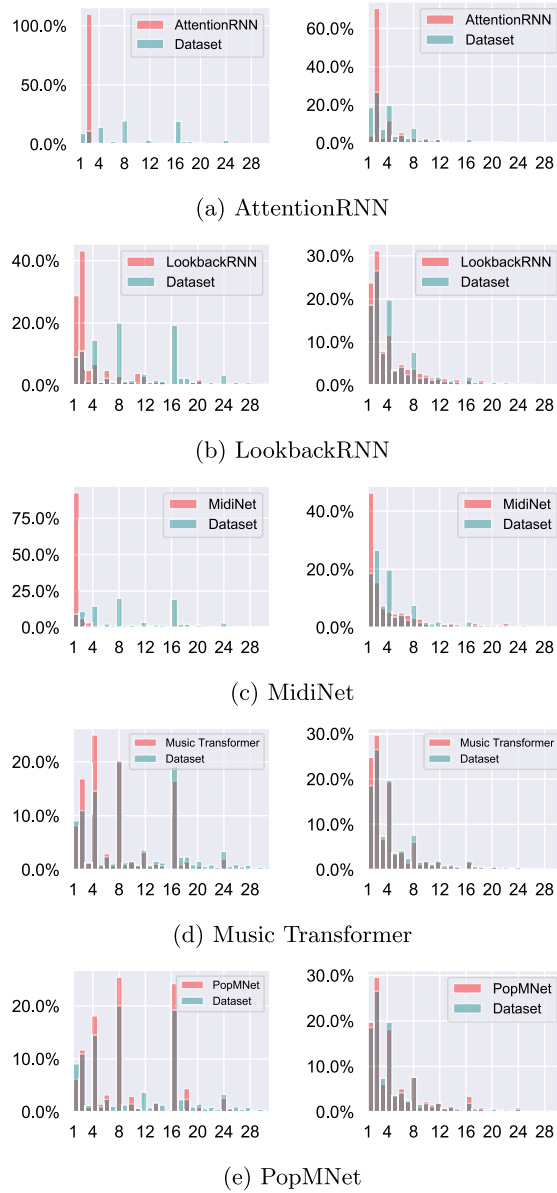 100.0%
50.0%
0.0%
AttentionRNN
Dataset
1 4 8 12 16 20 24 28
60.0%
40.0%
20.0%
0.0%
AttentionRNN
Dataset
1 4 8 12 16 20 24 28
(a) AttentionRNN
40.0%
20.0%
0.0%
LookbackRNN
Dataset
1 4 8 12 16 20 24 28
30.0%
20.0%
10.0%
0.0%
LookbackRNN
Dataset
1 4 8 12 16 20 24 28
(b) LookbackRNN
75.0%
50.0%
25.0%
0.0%
MidiNet
Dataset
1 4 8 12 16 20 24 28
40.0%
20.0%
0.0%
MidiNet
Dataset
1 4 8 12 16 20 24 28
(c) MidiNet
20.0%
10.0%
0.0%
Music Transformer
Dataset
1 4 8 12 16 20 24 28
30.0%
20.0%
10.0%
0.0%
Music Transformer
Dataset
1 4 8 12 16 20 24 28
(d) Music Transformer
20.0%
10.0%
0.0%
PopMNet
Dataset
1 4 8 12 16 20 24 28
30.0%
20.0%
10.0%
0.0%
PopMNet
Dataset
1 4 8 12 16 20 24 28
(e) PopMNet